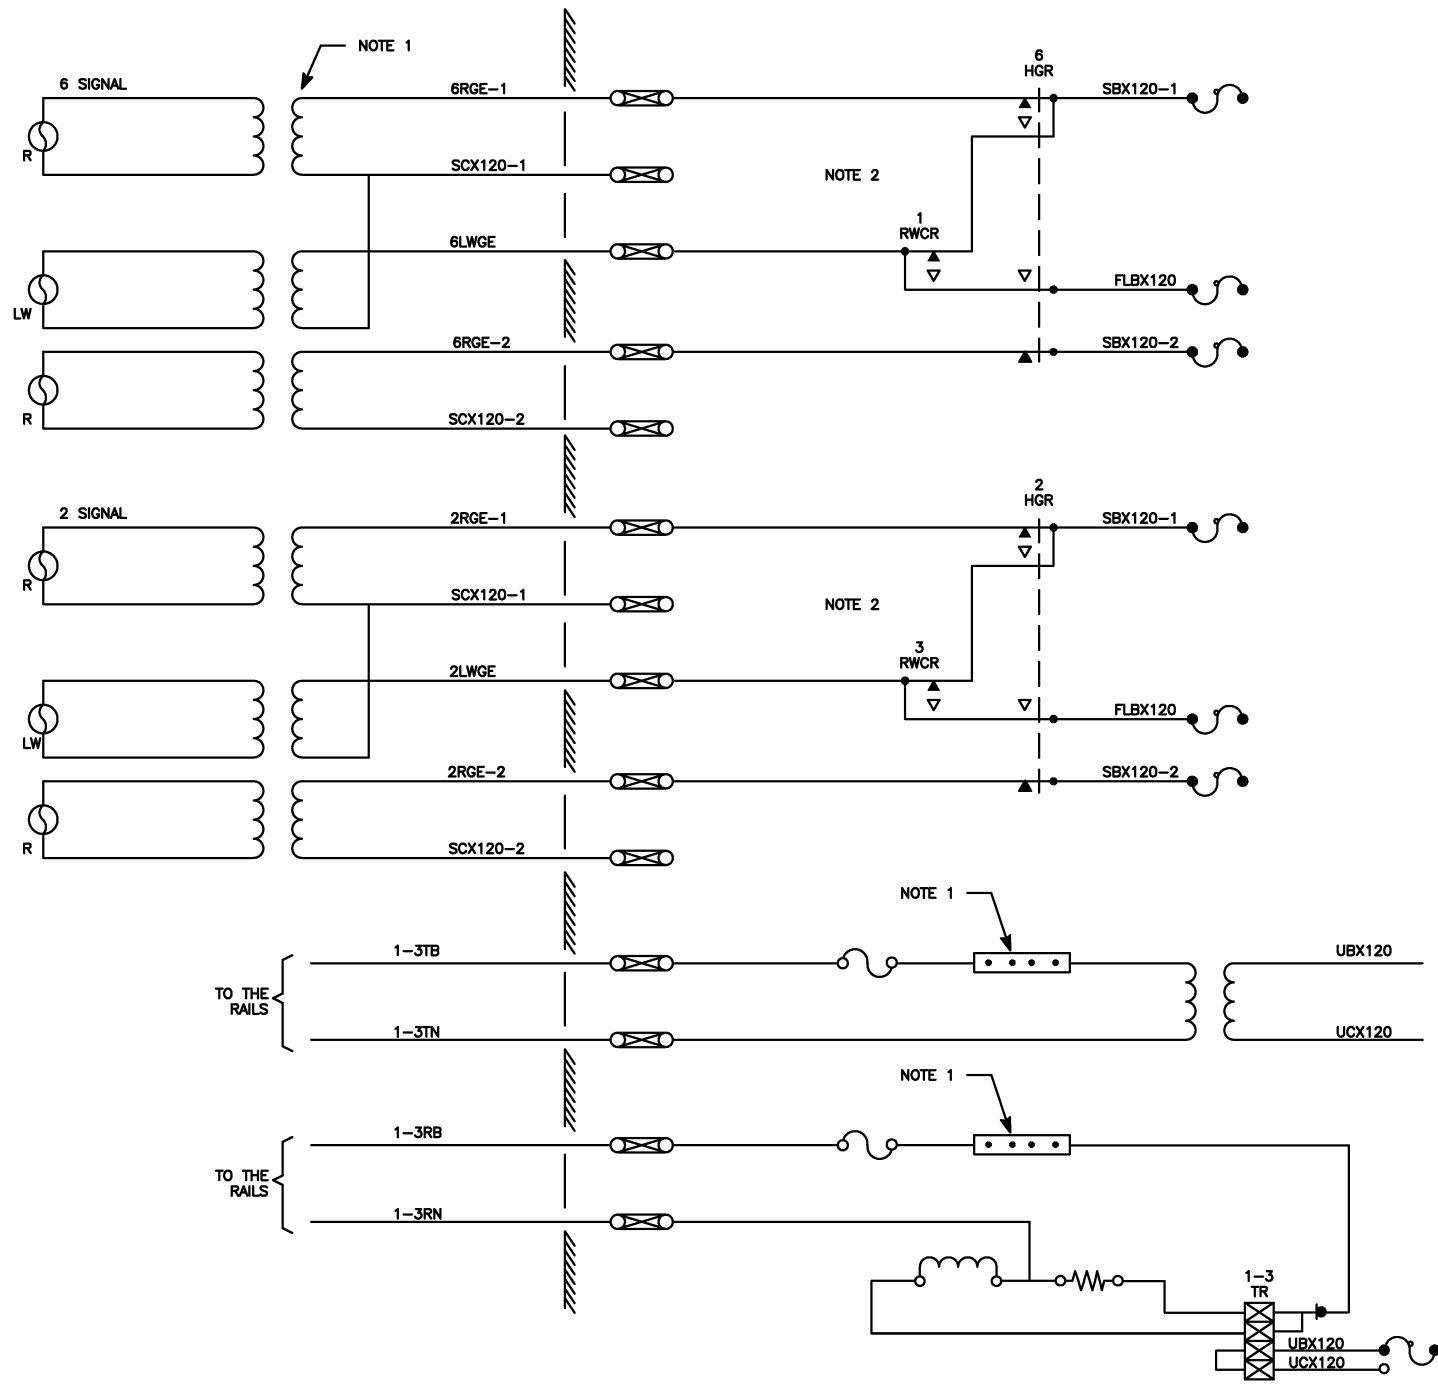 NOTE 1
6 SIGNAL
6RGE-1
6
HGR
SBX120-1
R
SCX120-1
NOTE 2
1
RWCR
6LWGE
FLBX120
LW
6RGE-2
SBX120-2
R
SCX120-2
2
HGR
2 SIGNAL
2RGE-1
SBX120-1
R
SCX120-1
NOTE 2
3
RWCR
2LWGE
FLBX120
LW
2RGE-2
SBX120-2
R
SCX120-2
NOTE 1
1-3TB
UBX120
TO THE
RAILS
1-3TN
UCX120
NOTE 1
1-3RB
TO THE
RAILS
1-3RN
1-3
TR
UBX120
UCX120